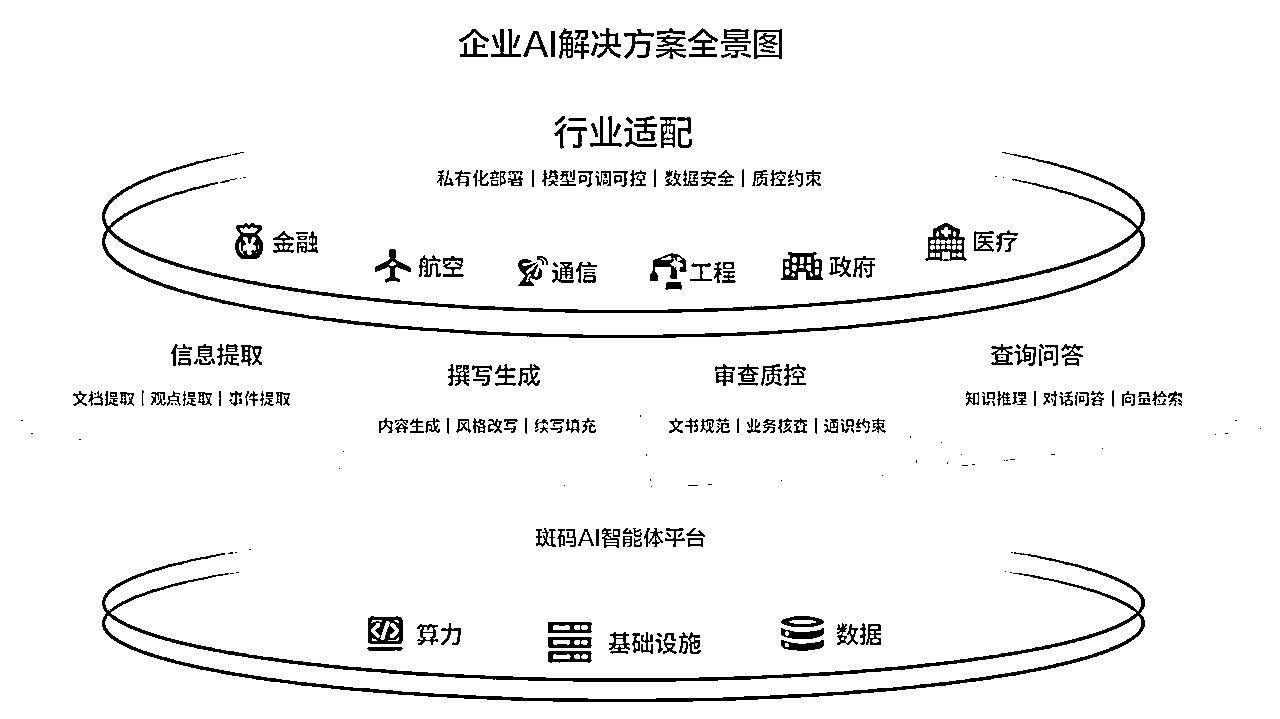 企业AI解决方案全景图
行业适配
私有化部署 | 模型可调可控 | 数据安全 | 质控约束
金融
航空
通信
工程
政府
医疗
信息提取
文档提取 | 观点提取 | 事件提取
撰写生成
内容生成 | 风格改写 | 续写填充
审查质控
文书规范 | 业务核查 | 通识约束
查询问答
知识推理 | 对话问答 | 向量检索
斑码AI智能体平台
算力
基础设施
数据